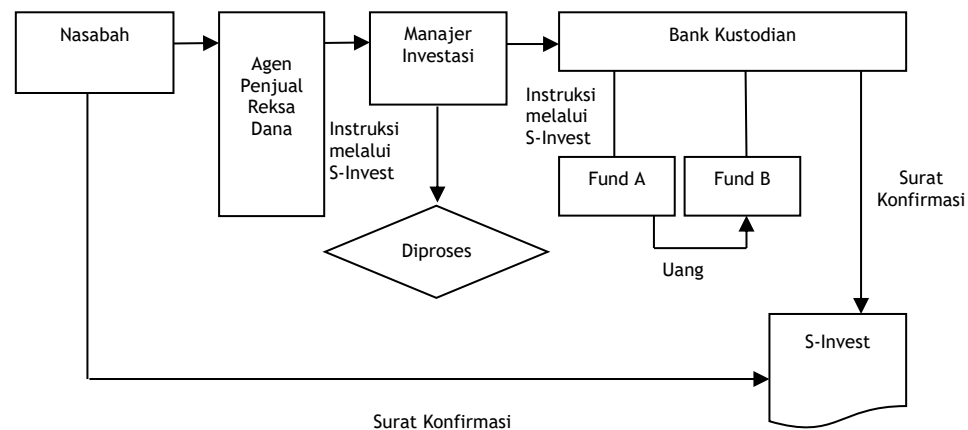 Nasabah
Agen
Penjual
Reksa
Dana
Instruksi
melalui
S-Invest
Manajer
Investasi
Diproses
Bank Kustodian
Instruksi
melalui
S-Invest
Fund A
Fund B
Uang
Surat
Konfirmasi
S-Invest
Surat Konfirmasi